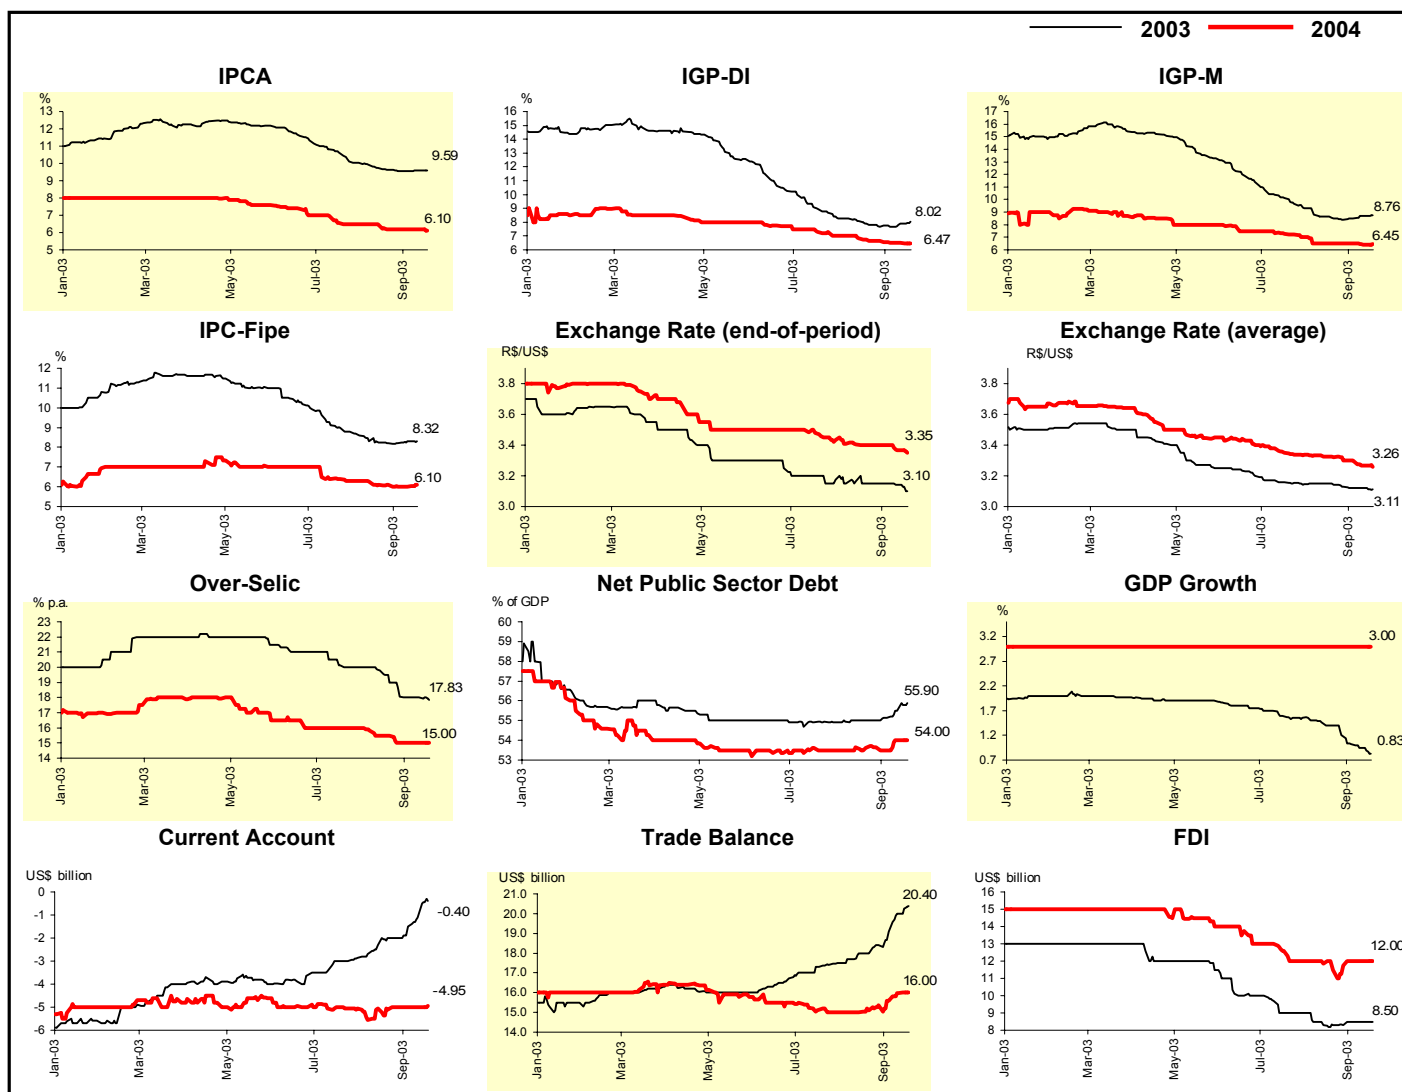 2003 2004
IPCA IGP-DI IGP-M
% % %
13 16 17
12 15 16
11 14 15
10 13 14
9 12 13
8 11 12
7 10 11
6 9 10
5 8 9
7 8
6 7
6
9.59 8.02 8.76
6.10 6.47 6.45
Jan-03 Mar-03 May-03 Jul-03 Sep-03 Jan-03 Mar-03 May-03 Jul-03 Sep-03 Jan-03 Mar-03 May-03 Jul-03 Sep-03
IPC-Fipe Exchange Rate (end-of-period) Exchange Rate (average)
% R$/US$ R$/US$
12 3.8 3.8
11 3.6 3.6
10 3.4 3.4
9 3.2 3.2
8 3.0 3.0
7
6
5
8.32 3.35 3.26
6.10 3.10 3.11
Jan-03 Mar-03 May-03 Jul-03 Sep-03 Jan-03 Mar-03 May-03 Jul-03 Sep-03 Jan-03 Mar-03 May-03 Jul-03 Sep-03
Over-Selic Net Public Sector Debt GDP Growth
% p.a. % of GDP %
23 60 3.2
22 59 2.7
21 58 2.2
20 57 1.7
19 56 1.2
18 55 0.7
17 54
16 53
15
14
17.83 55.90 3.00
15.00 54.00 0.83
Jan-03 Mar-03 May-03 Jul-03 Sep-03 Jan-03 Mar-03 May-03 Jul-03 Sep-03 Jan-03 Mar-03 May-03 Jul-03 Sep-03
Current Account Trade Balance FDI
US$ billion US$ billion US$ billion
0 21.0 16
-1 20.0 15
-2 19.0 14
-3 18.0 13
-4 17.0 12
-5 16.0 11
-6 15.0 10
14.0 9
8
-0.40 20.40 12.00
-4.95 16.00 8.50
Jan-03 Mar-03 May-03 Jul-03 Sep-03 Jan-03 Mar-03 May-03 Jul-03 Sep-03 Jan-03 Mar-03 May-03 Jul-03 Sep-03